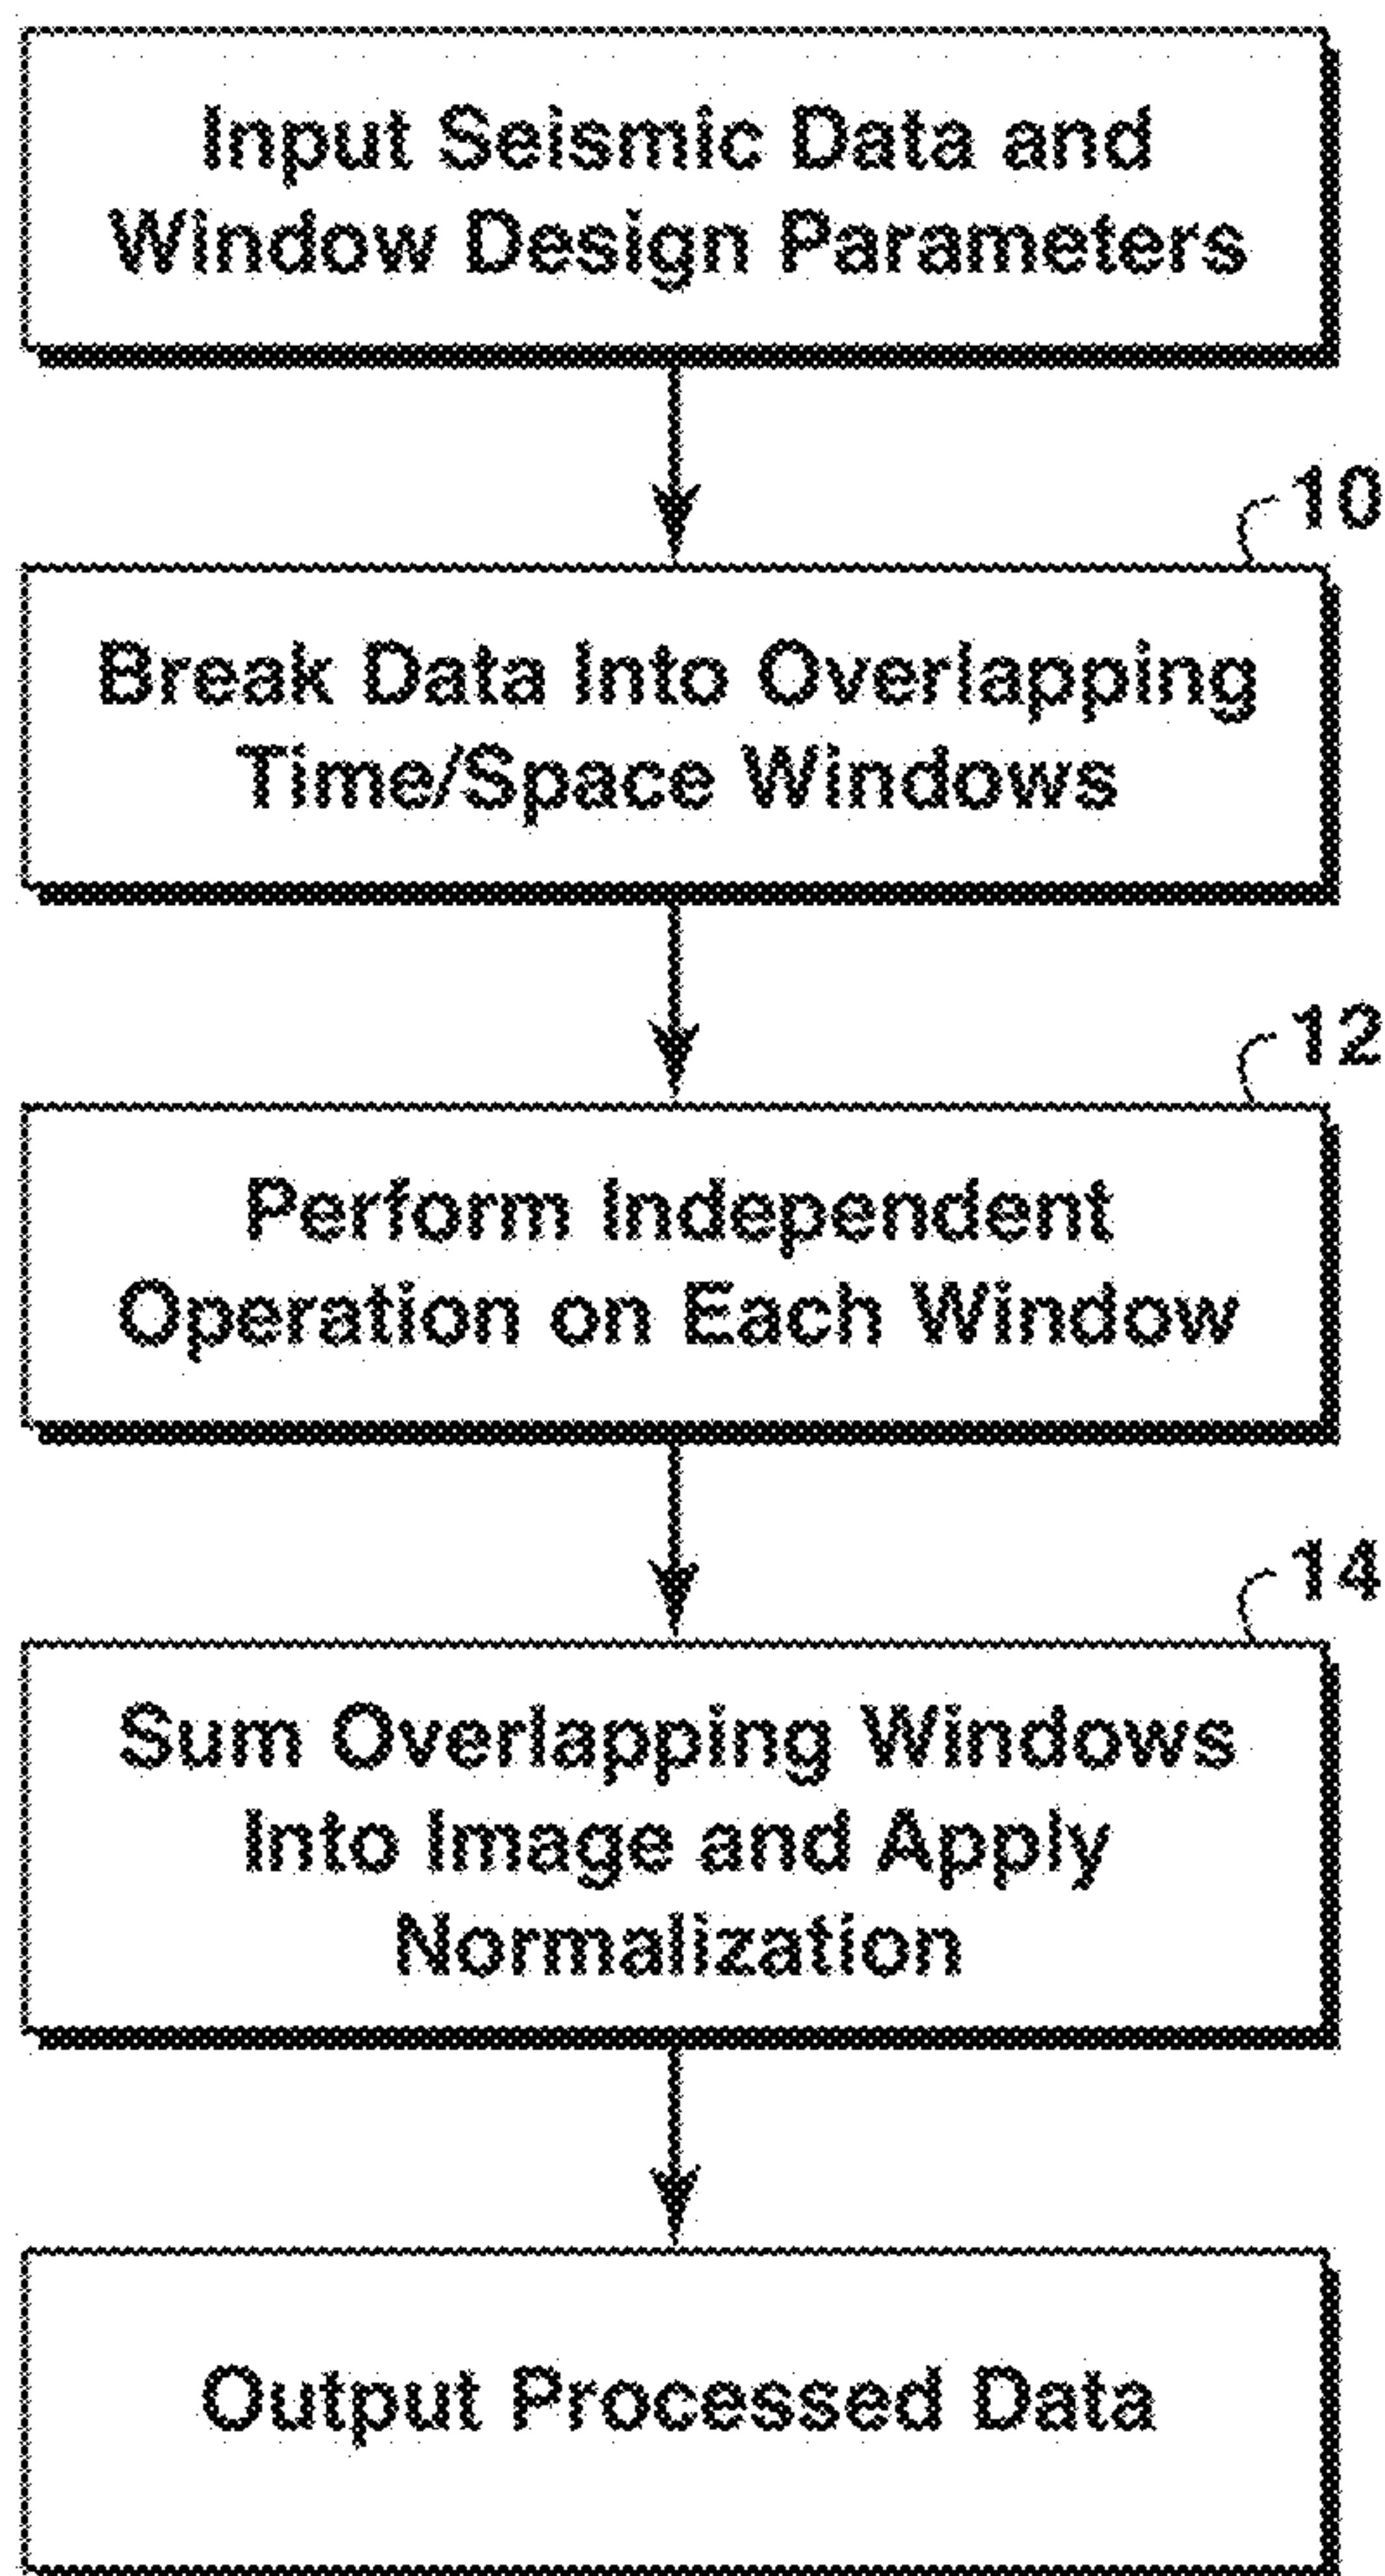 Input Seismic Data and
Window Design Parameters
10
Break Data Into Overlapping
Time/Space Windows
12
Perform Independent
Operation on Each Window
14
Sum Overlapping Windows
Into Image and Apply
Normalization
Output Processed Data